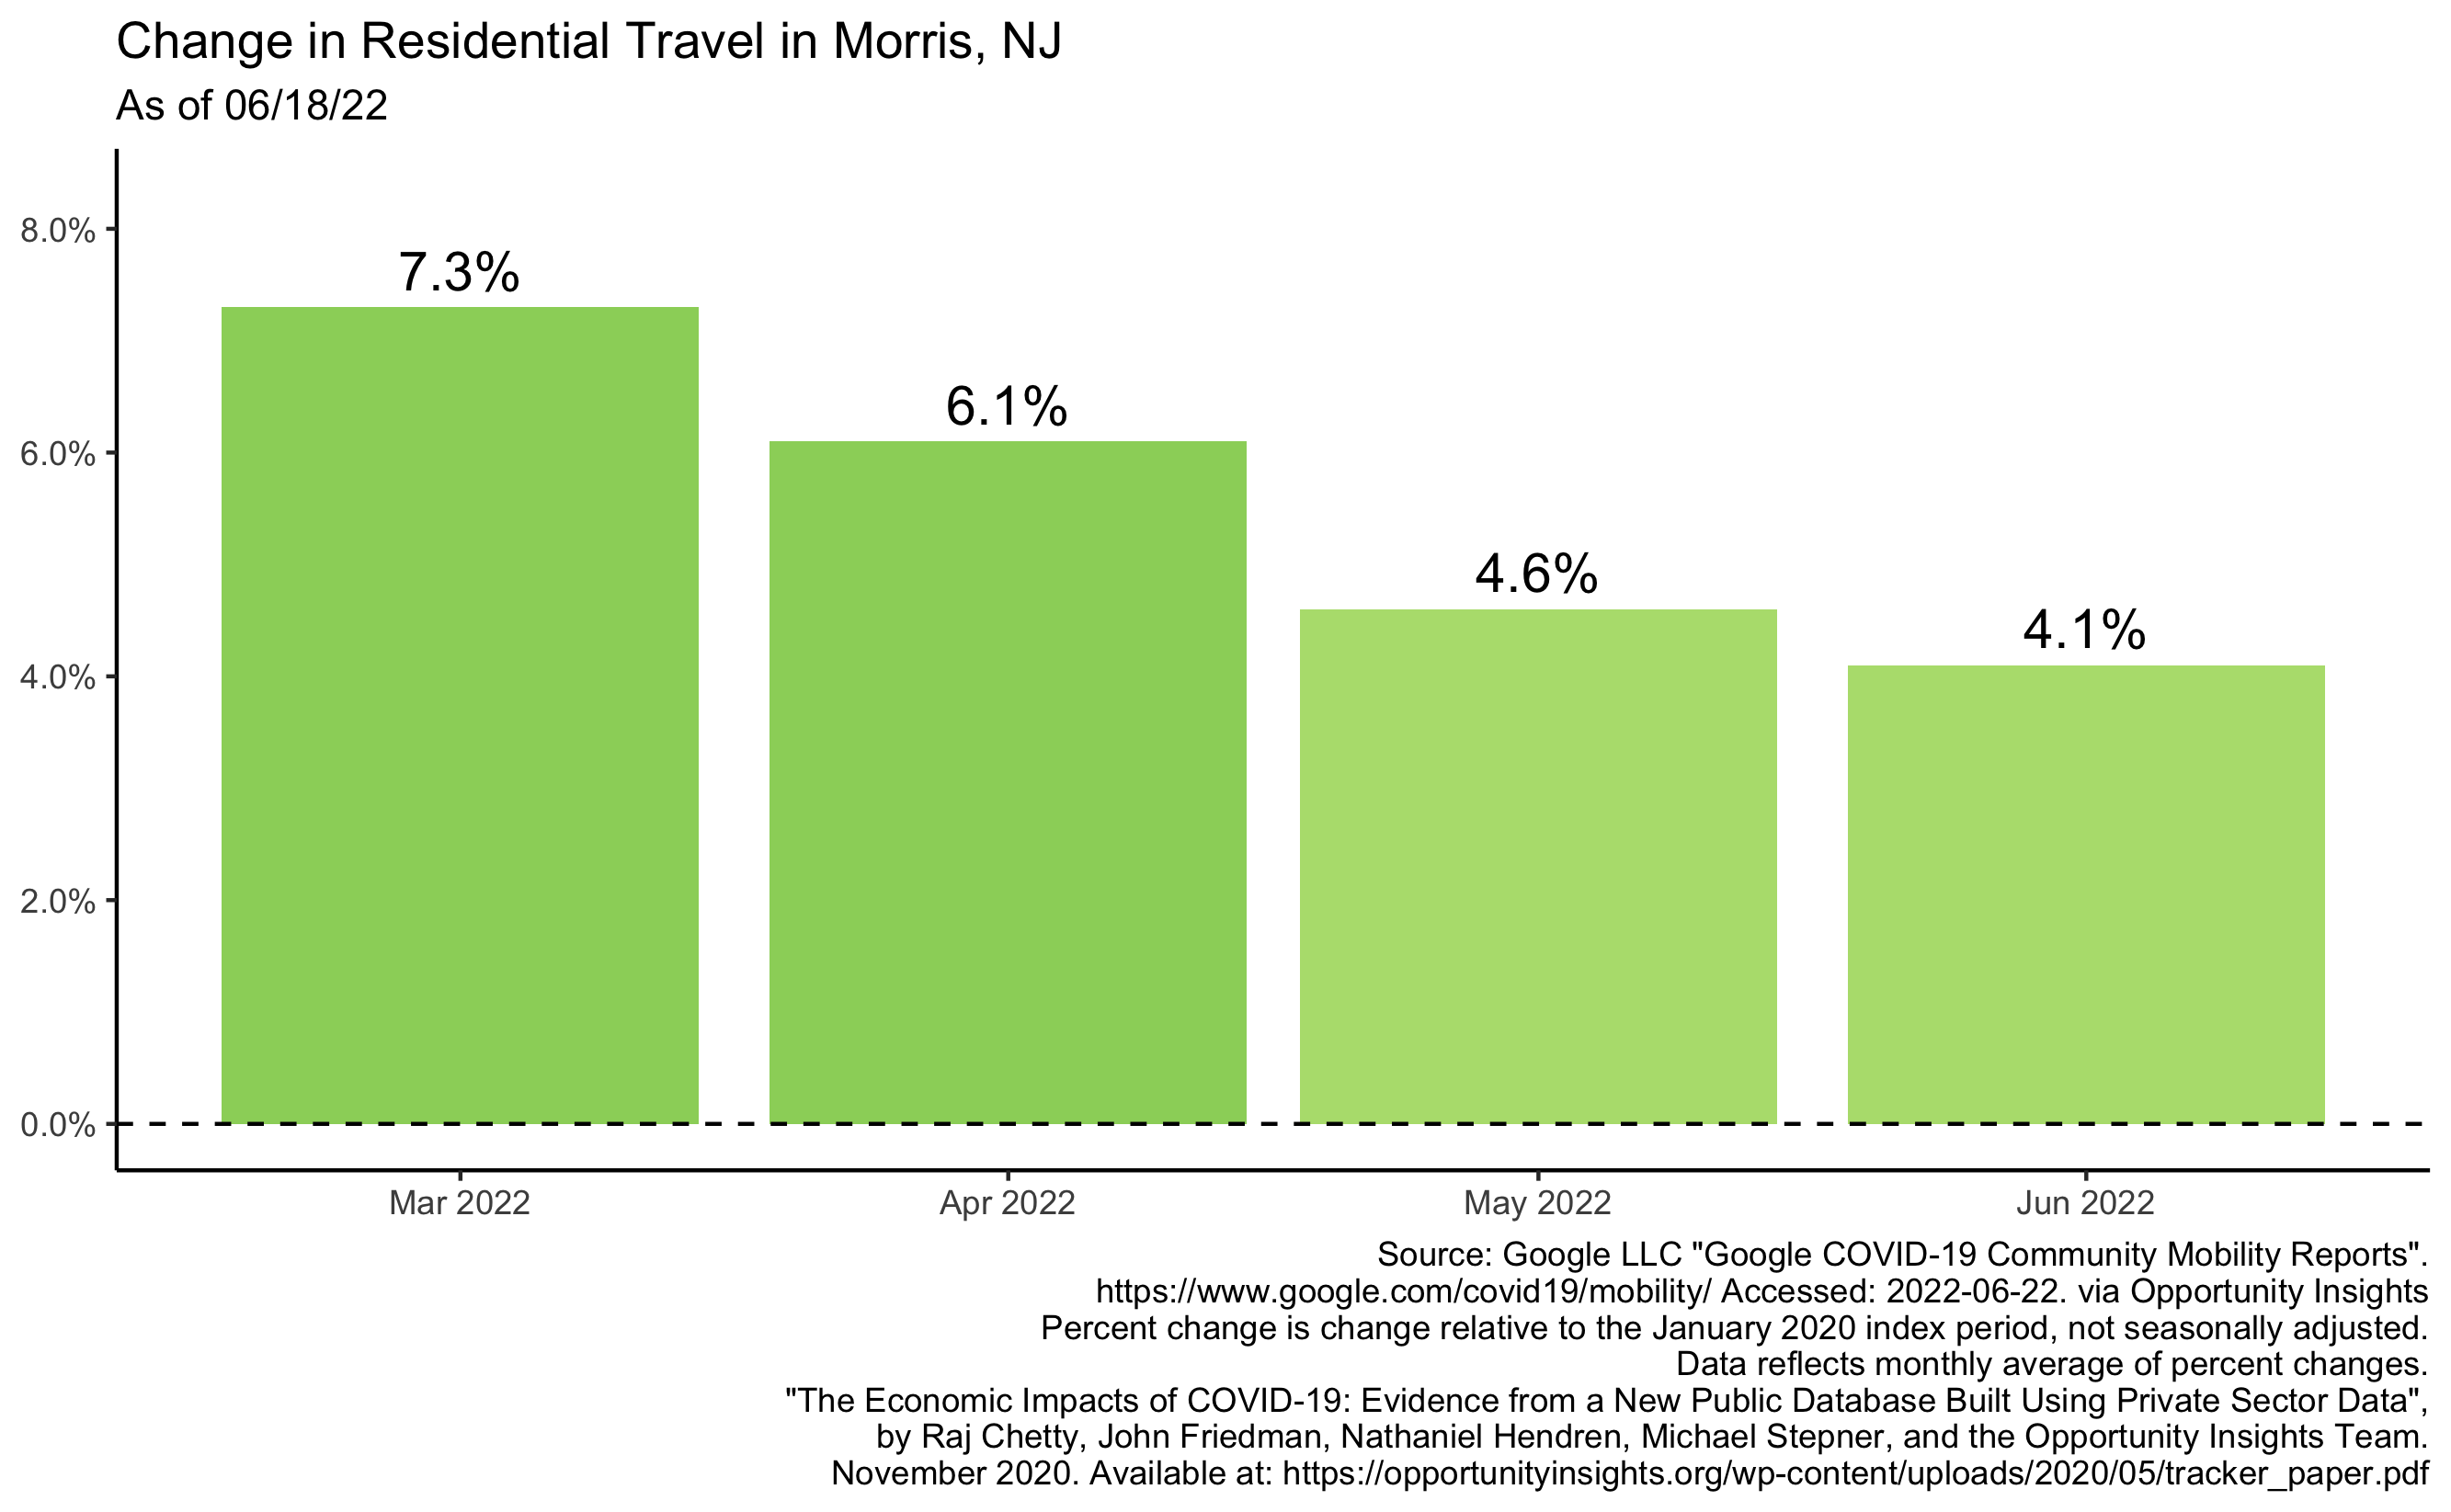 Change in Residential Travel in Morris, NJ
As of 06/18/22
8.0%
7.3%
6.1%
6.0%
4.6%
4.1%
4.0%
2.0%
0.0%
Mar 2022
Apr 2022
May 2022
Jun 2022
Source: Google LLC "Google COVID-19 Community Mobility Reports".
https://www.google.com/covid19/mobility/ Accessed: 2022-06-22. via Opportunity Insights
Percent change is change relative to the January 2020 index period, not seasonally adjusted.
Data reflects monthly average of percent changes.
"The Economic Impacts of COVID-19: Evidence from a New Public Database Built Using Private Sector Data",
by Raj Chetty, John Friedman, Nathaniel Hendren, Michael Stepner, and the Opportunity Insights Team.
November 2020. Available at: https://opportunityinsights.org/wp-content/uploads/2020/05/tracker_paper.pdf